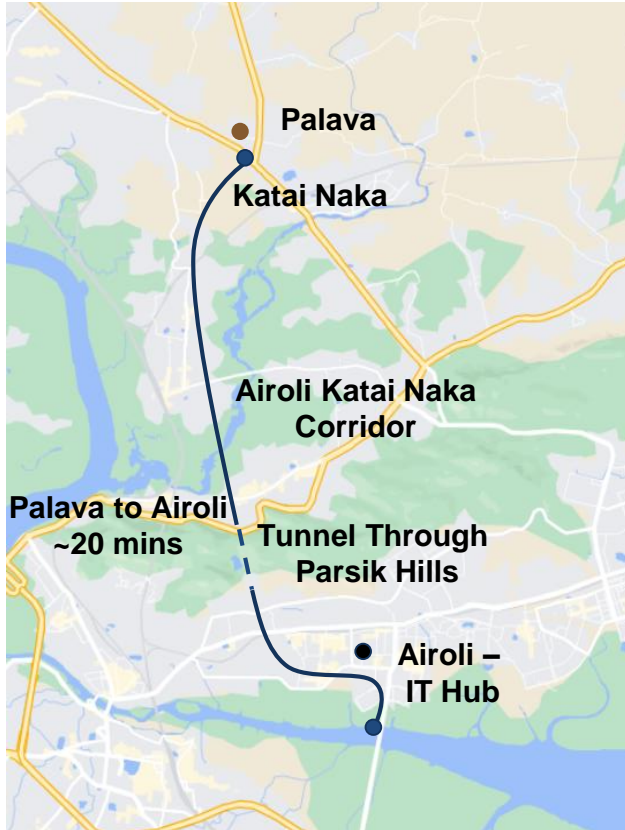 Palava
Katai Naka
Airoli Katai Naka
Corridor
Palava to Airoli
~20 mins
Tunnel Through
Parsik Hills
Airoli –
IT Hub